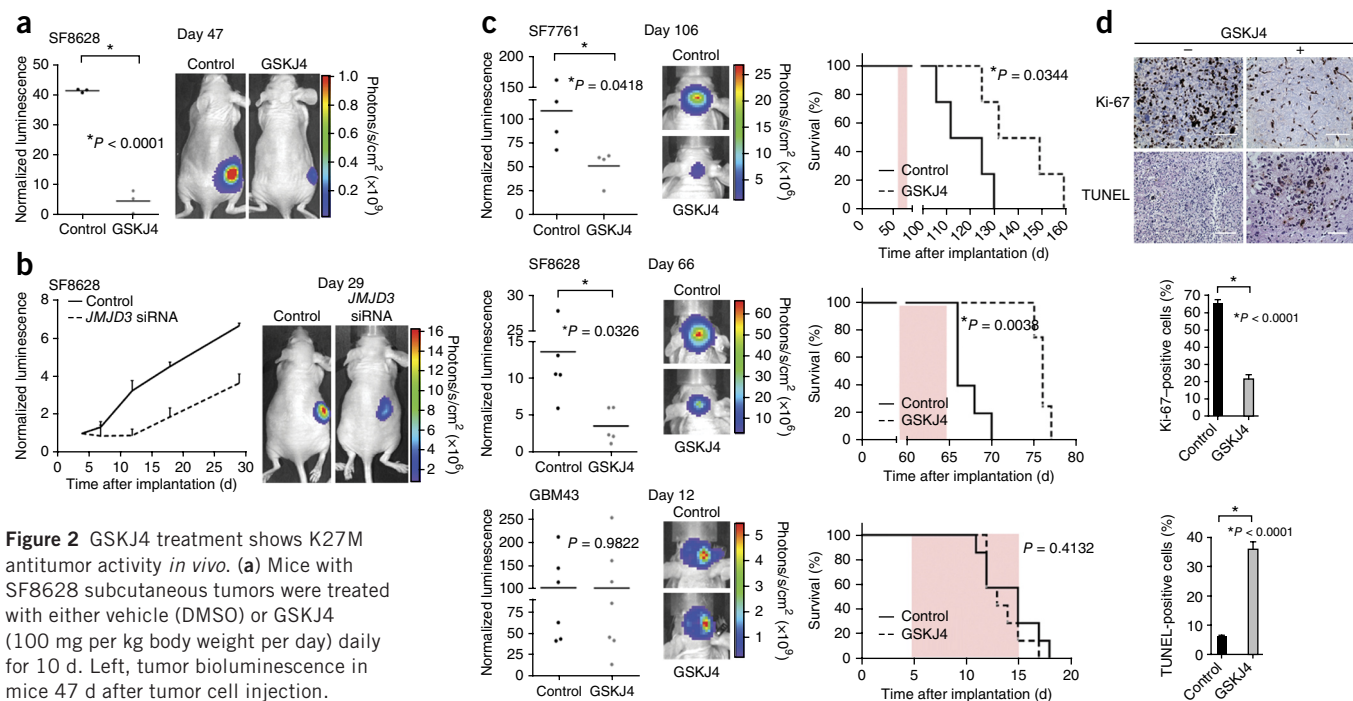 a
SF8628
Day 47
*
Control
GSKJ4
50
40
30
20
10
0
*P < 0.0001
Normalized luminescence
Control GSKJ4
1.0
0.8
0.6
0.4
0.2
Photons/s/cm² (×10⁹)
b
SF8628
Control
JMJD3 siRNA
8
6
4
2
0
Normalized luminescence
0 5 10 15 20 25 30
Time after implantation (d)
Day 29
Control
JMJD3
siRNA
16
14
12
10
8
6
4
2
Photons/s/cm² (×10⁶)
Figure 2 GSKJ4 treatment shows K27M
antitumor activity in vivo. (a) Mice with
SF8628 subcutaneous tumors were treated
with either vehicle (DMSO) or GSKJ4
(100 mg per kg body weight per day) daily
for 10 d. Left, tumor bioluminescence in
mice 47 d after tumor cell injection.
c
SF7761
Day 106
200
150
100
75
50
25
0
*
*P = 0.0418
Normalized luminescence
Control GSKJ4
Control
GSKJ4
25
20
15
10
5
Photons/s/cm² (×10⁶)
100
80
60
40
20
0
Survival (%)
*P = 0.0344
Control
GSKJ4
0 50 100 110 120 130 140 150 160
Time after implantation (d)
SF8628
Day 66
30
25
15
10
5
0
*
*P = 0.0326
Normalized luminescence
Control GSKJ4
Control
GSKJ4
60
50
40
30
20
10
Photons/s/cm² (×10⁶)
100
80
60
40
20
0
Survival (%)
*P = 0.0038
Control
GSKJ4
0 60 65 70 75 80
Time after implantation (d)
GBM43
Day 12
250
200
150
100
75
50
25
0
P = 0.9822
Normalized luminescence
Control GSKJ4
Control
GSKJ4
5
4
3
2
1
Photons/s/cm² (×10⁹)
100
80
60
40
20
0
Survival (%)
P = 0.4132
Control
GSKJ4
0 5 10 15 20
Time after implantation (d)
d
GSKJ4
– +
Ki-67
TUNEL
70
60
50
40
30
20
10
0
Ki-67–positive cells (%)
*
*P < 0.0001
Control
GSKJ4
40
30
20
10
0
TUNEL-positive cells (%)
*
*P < 0.0001
Control
GSKJ4